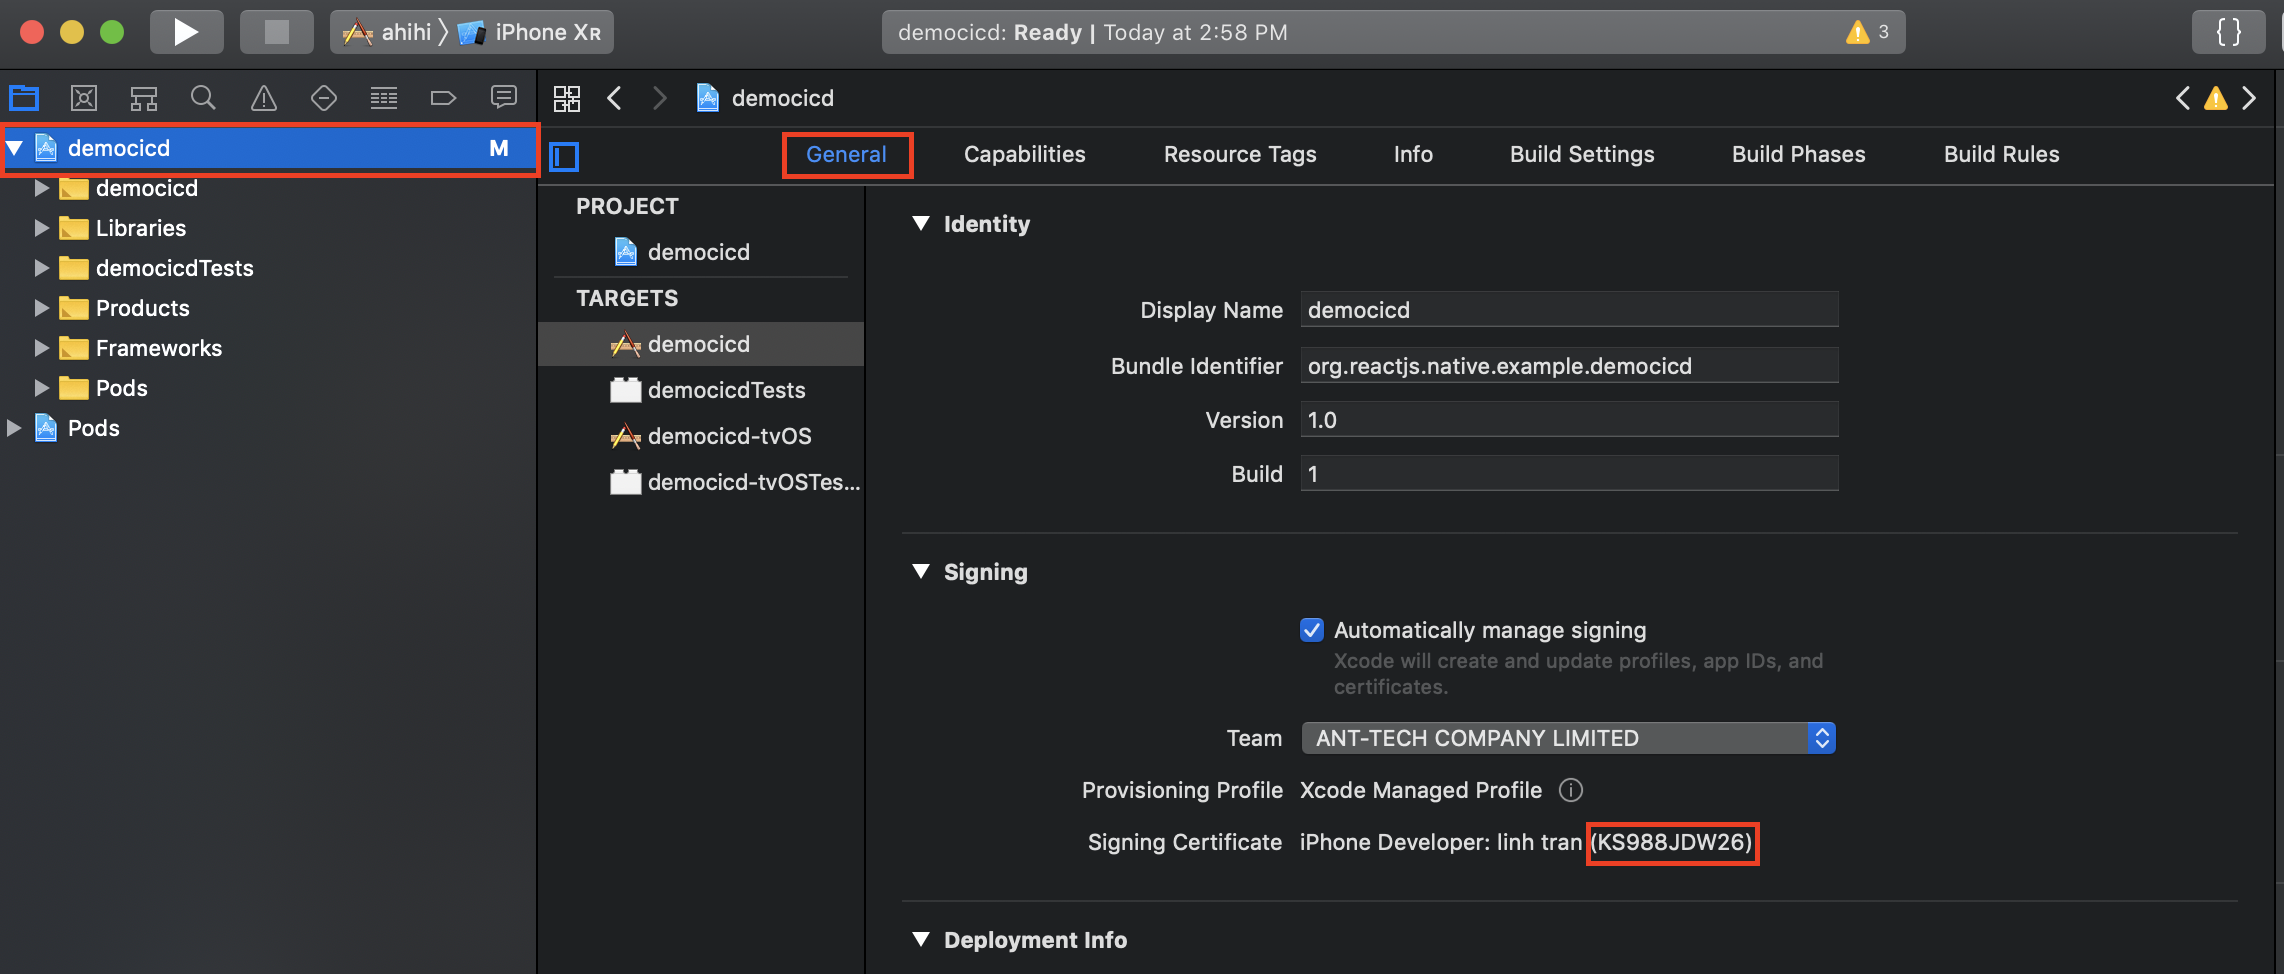 ahihi
iPhone XR
democicd: Ready | Today at 2:58 PM
3
{}
democicd
M
democicd
Libraries
democicdTests
Products
Frameworks
Pods
Pods
democicd
General
Capabilities
Resource Tags
Info
Build Settings
Build Phases
Build Rules
PROJECT
democicd
TARGETS
democicd
democicdTests
democicd-tvOS
democicd-tvOSTes...
Identity
Display Name democicd
Bundle Identifier org.reactjs.native.example.democicd
Version 1.0
Build 1
Signing
Automatically manage signing
Xcode will create and update profiles, app IDs, and
certificates.
Team ANT-TECH COMPANY LIMITED
Provisioning Profile Xcode Managed Profile
Signing Certificate iPhone Developer: linh tran (KS988JDW26)
Deployment Info